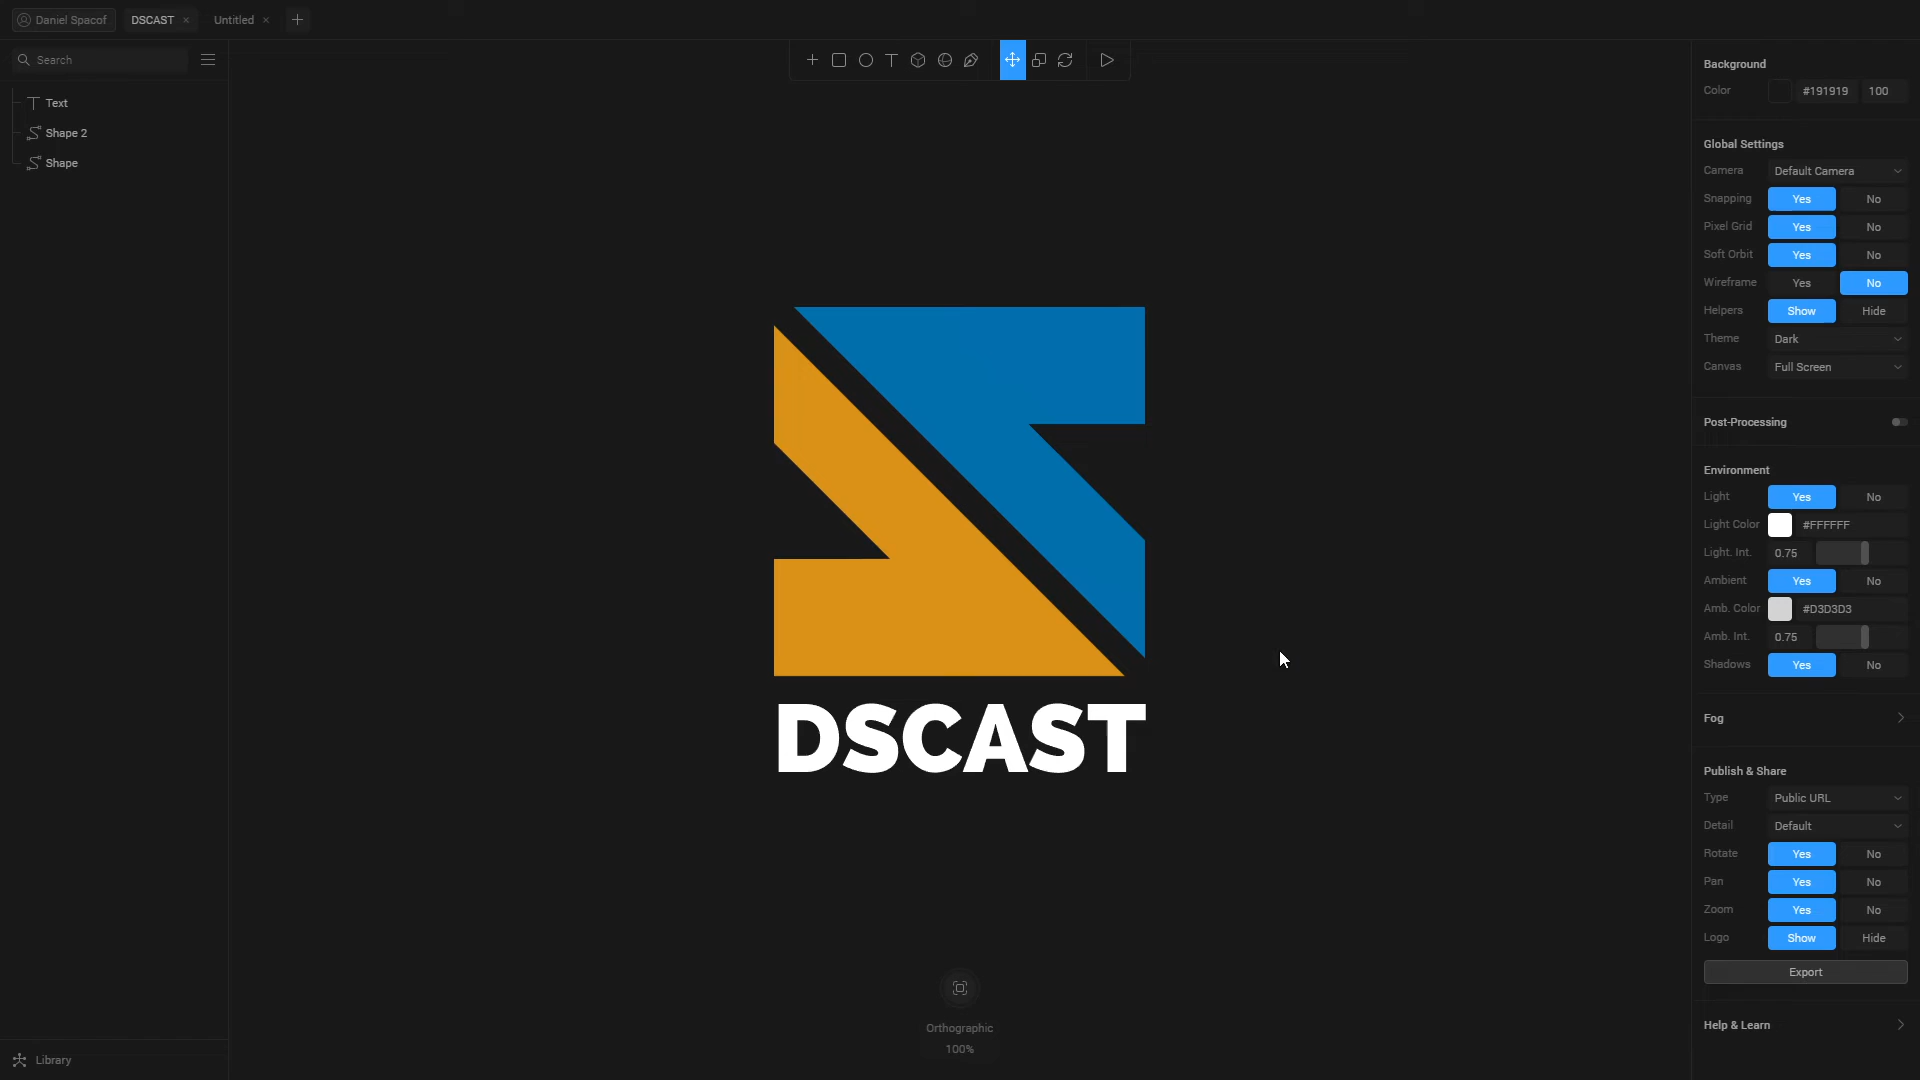 Daniel Spacof
DSCAST
Untitled
Search
Text
Shape 2
Shape
Library
DSCAST
Orthographic
100%
Background
Color #191919 100
Global Settings
Camera Default Camera
Snapping Yes No
Pixel Grid Yes No
Soft Orbit Yes No
Wireframe Yes No
Helpers Show Hide
Theme Dark
Canvas Full Screen
Post-Processing
Environment
Light Yes No
Light Color #FFFFFF
Light. Int. 0.75
Ambient Yes No
Amb. Color #D3D3D3
Amb. Int. 0.75
Shadows Yes No
Fog
Publish & Share
Type Public URL
Detail Default
Rotate Yes No
Pan Yes No
Zoom Yes No
Logo Show Hide
Export
Help & Learn